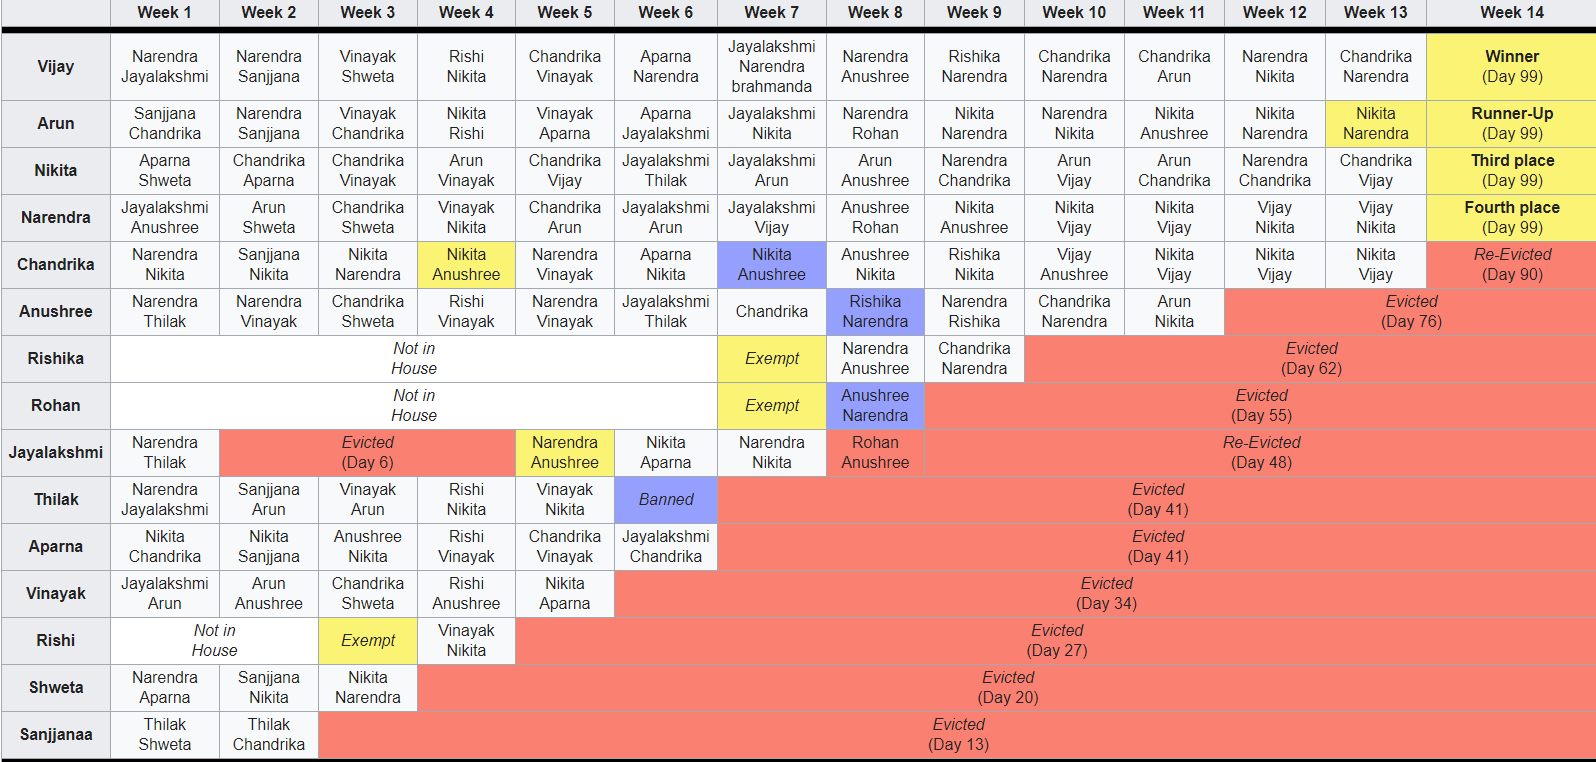 Week 1 Week 2 Week 3 Week 4 Week 5 Week 6 Week 7 Week 8 Week 9 Week 10 Week 11 Week 12 Week 13 Week 14
Vijay
Narendra
Jayalakshmi
Narendra
Sanjjana
Vinayak
Shweta
Rishi
Nikita
Chandrika
Vinayak
Aparna
Narendra
Jayalakshmi
Narendra
brahmanda
Narendra
Anushree
Rishika
Narendra
Chandrika
Narendra
Chandrika
Arun
Narendra
Nikita
Chandrika
Narendra
Winner
(Day 99)
Arun
Sanjjana
Chandrika
Narendra
Sanjjana
Vinayak
Chandrika
Nikita
Rishi
Vinayak
Aparna
Aparna
Jayalakshmi
Jayalakshmi
Nikita
Narendra
Rohan
Nikita
Narendra
Narendra
Nikita
Nikita
Anushree
Nikita
Narendra
Nikita
Narendra
Runner-Up
(Day 99)
Nikita
Aparna
Shweta
Chandrika
Aparna
Chandrika
Vinayak
Arun
Vinayak
Chandrika
Vijay
Jayalakshmi
Thilak
Jayalakshmi
Arun
Arun
Anushree
Narendra
Chandrika
Arun
Vijay
Arun
Chandrika
Narendra
Chandrika
Chandrika
Vijay
Third place
(Day 99)
Narendra
Jayalakshmi
Anushree
Arun
Shweta
Chandrika
Shweta
Vinayak
Nikita
Chandrika
Arun
Jayalakshmi
Arun
Jayalakshmi
Vijay
Anushree
Rohan
Nikita
Anushree
Nikita
Vijay
Nikita
Vijay
Vijay
Nikita
Vijay
Nikita
Fourth place
(Day 99)
Chandrika
Narendra
Nikita
Sanjjana
Nikita
Nikita
Narendra
Nikita
Anushree
Narendra
Vinayak
Aparna
Nikita
Nikita
Anushree
Anushree
Nikita
Rishika
Nikita
Vijay
Anushree
Nikita
Vijay
Nikita
Vijay
Nikita
Vijay
Re-Evicted
(Day 90)
Anushree
Narendra
Thilak
Narendra
Vinayak
Chandrika
Shweta
Rishi
Vinayak
Narendra
Vinayak
Jayalakshmi
Thilak
Chandrika
Rishika
Narendra
Narendra
Rishika
Chandrika
Narendra
Arun
Nikita
Evicted
(Day 76)
Rishika
Not in
House
Exempt
Narendra
Anushree
Chandrika
Narendra
Evicted
(Day 62)
Rohan
Not in
House
Exempt
Anushree
Narendra
Evicted
(Day 55)
Jayalakshmi
Narendra
Thilak
Evicted
(Day 6)
Narendra
Anushree
Nikita
Aparna
Narendra
Nikita
Rohan
Anushree
Re-Evicted
(Day 48)
Thilak
Narendra
Jayalakshmi
Sanjjana
Arun
Vinayak
Arun
Rishi
Nikita
Vinayak
Nikita
Banned
Evicted
(Day 41)
Aparna
Nikita
Chandrika
Nikita
Sanjjana
Anushree
Nikita
Rishi
Vinayak
Chandrika
Vinayak
Jayalakshmi
Chandrika
Evicted
(Day 41)
Vinayak
Jayalakshmi
Arun
Arun
Anushree
Chandrika
Shweta
Rishi
Anushree
Nikita
Aparna
Evicted
(Day 34)
Rishi
Not in
House
Exempt
Vinayak
Nikita
Evicted
(Day 27)
Shweta
Narendra
Aparna
Sanjjana
Nikita
Nikita
Narendra
Evicted
(Day 20)
Sanjjanaa
Thilak
Shweta
Thilak
Chandrika
Evicted
(Day 13)